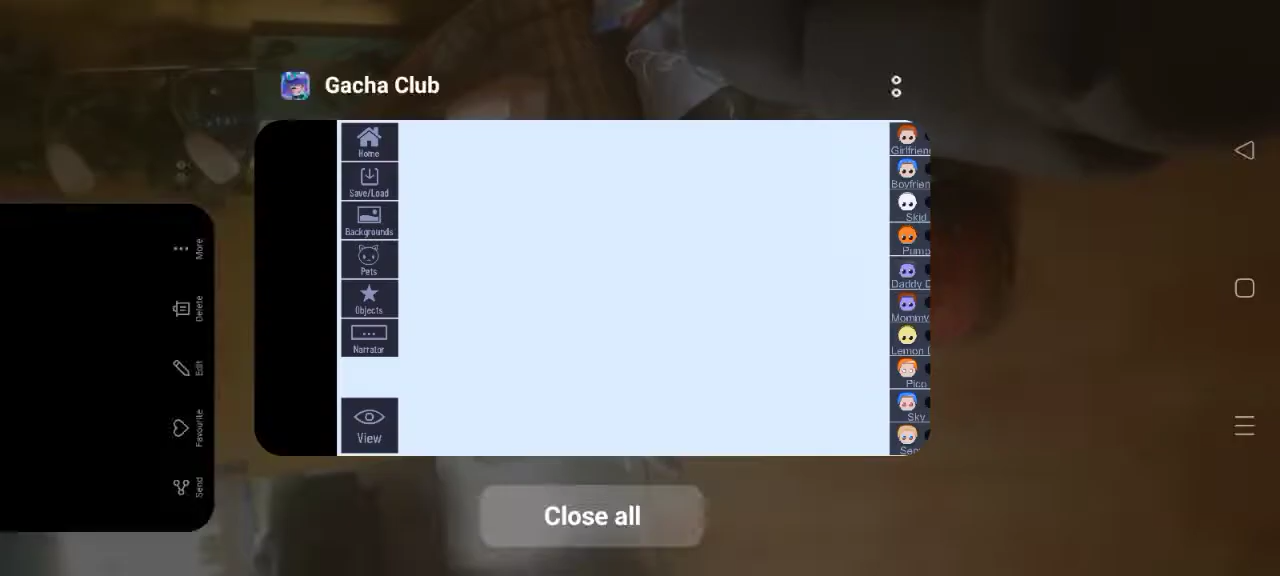 Gacha Club
Home
Save/Load
Backgrounds
Pets
Objects
Narrator
View
Girlfrien
Boyfrien
Skid
Pump
Daddy D
Mommy
Lemon D
Pico
Sky
Sen
More
Delete
Edit
Favourite
Send
Close all